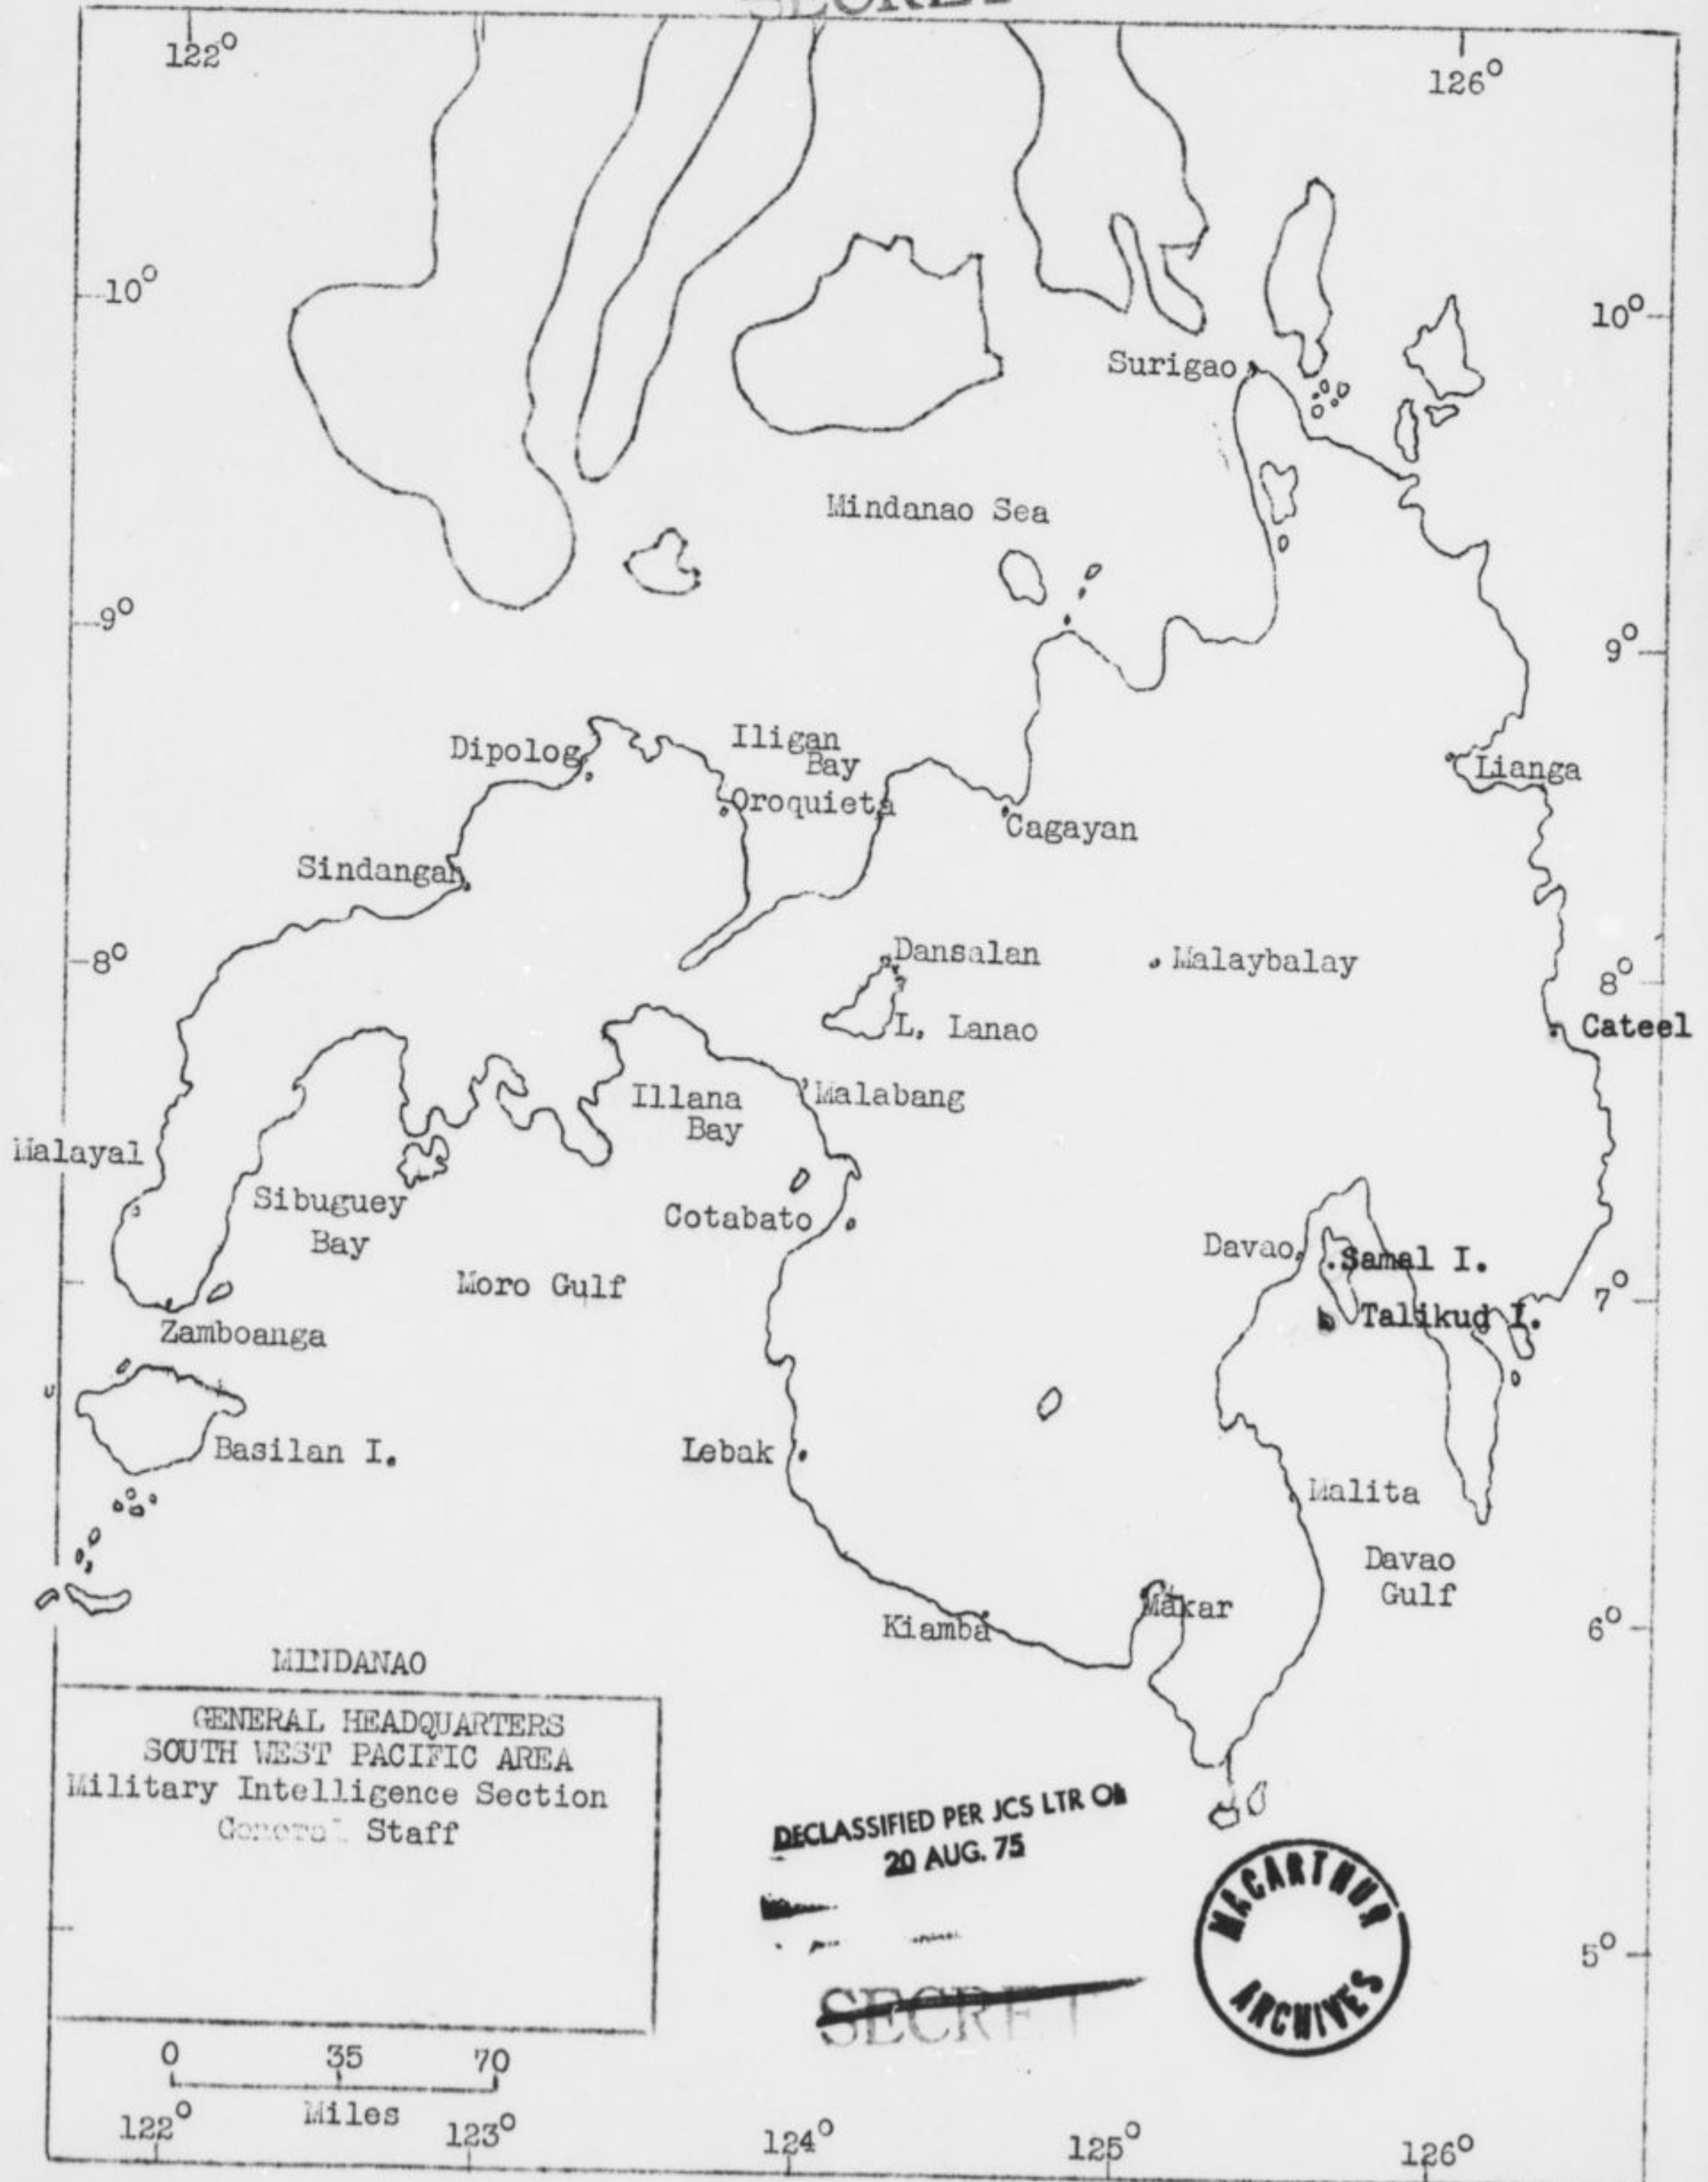 SECRET
122°
126°
10°
10°
Surigao
Mindanao Sea
9°
9°
Dipolog
Iligan
Bay
Oroquieta
Lianga
Cagayan
Sindangan
Dansalan
Malaybalay
8°
8°
L. Lanao
Cateel
Illana
Bay
Malabang
Malayal
Sibuguey
Bay
Cotabato
Davao
Samal I.
Moro Gulf
7°
Talikud I.
Zamboanga
Basilan I.
Lebak
Malita
Davao
Gulf
Makar
Kiamba
6°
MINDANAO
GENERAL HEADQUARTERS
SOUTH WEST PACIFIC AREA
Military Intelligence Section
General Staff
DECLASSIFIED PER JCS LTR OF
20 AUG. 75
MACARTHUR
ARCHIVES
5°
SECRET
0 35 70
Miles
122°
123°
124°
125°
126°